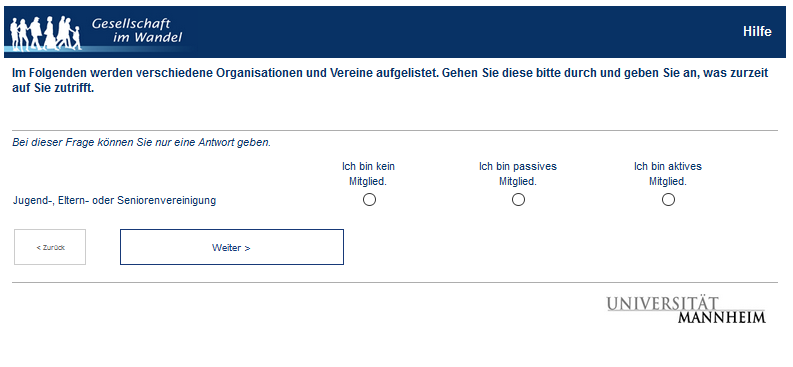 Gesellschaft
im Wandel
Hilfe
Im Folgenden werden verschiedene Organisationen und Vereine aufgelistet. Gehen Sie diese bitte durch und geben Sie an, was zurzeit
auf Sie zutrifft.
Bei dieser Frage können Sie nur eine Antwort geben.
Ich bin kein
Mitglied.
Ich bin passives
Mitglied.
Ich bin aktives
Mitglied.
Jugend-, Eltern- oder Seniorenvereinigung
< Zurück
Weiter >
UNIVERSITÄT
MANNHEIM